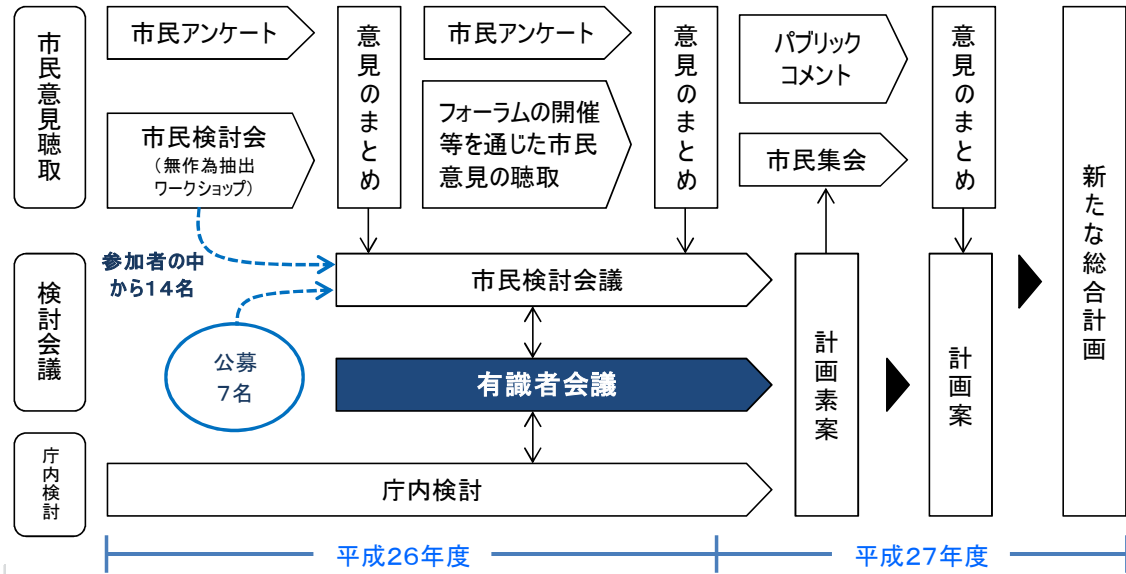 市民意見聴取
市民アンケート
市民検討会
（無作為抽出
ワークショップ）
意見のまとめ
市民アンケート
フォーラムの開催
等を通じた市民
意見の聴取
意見のまとめ
パブリック
コメント
市民集会
意見のまとめ
新たな総合計画
検討会議
参加者の中
から14名
公募
7名
市民検討会議
有識者会議
計画素案
計画案
庁内検討
庁内検討
平成26年度
平成27年度